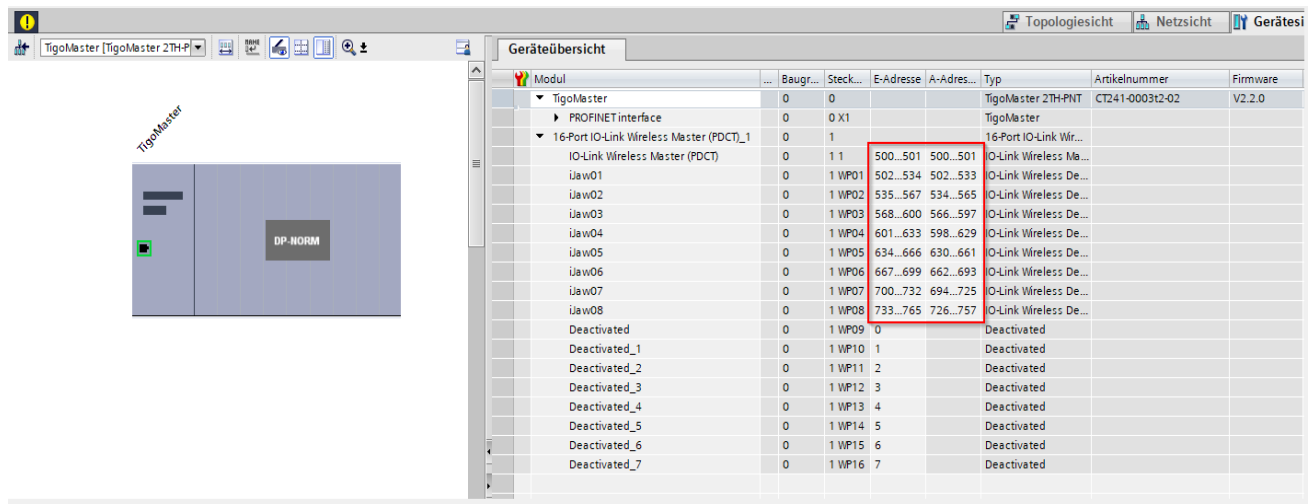 Topologiesicht Netzsicht Gerätesi
TigoMaster [TigoMaster 2TH-P
Geräteübersicht
Modul ... Baugr... Steck... E-Adresse A-Adres... Typ Artikelnummer Firmware
TigoMaster 0 0 TigoMaster 2TH-PNT CT241-0003t2-02 V2.2.0
PROFINET interface 0 0 X1 TigoMaster
16-Port IO-Link Wireless Master (PDCT)_1 0 1 16-Port IO-Link Wir...
IO-Link Wireless Master (PDCT) 0 1 1 500...501 500...501 IO-Link Wireless Ma...
iJaw01 0 1 WP01 502...534 502...533 IO-Link Wireless De...
iJaw02 0 1 WP02 535...567 534...565 IO-Link Wireless De...
iJaw03 0 1 WP03 568...600 566...597 IO-Link Wireless De...
iJaw04 0 1 WP04 601...633 598...629 IO-Link Wireless De...
iJaw05 0 1 WP05 634...666 630...661 IO-Link Wireless De...
iJaw06 0 1 WP06 667...699 662...693 IO-Link Wireless De...
iJaw07 0 1 WP07 700...732 694...725 IO-Link Wireless De...
iJaw08 0 1 WP08 733...765 726...757 IO-Link Wireless De...
Deactivated 0 1 WP09 0 Deactivated
Deactivated_1 0 1 WP10 1 Deactivated
Deactivated_2 0 1 WP11 2 Deactivated
Deactivated_3 0 1 WP12 3 Deactivated
Deactivated_4 0 1 WP13 4 Deactivated
Deactivated_5 0 1 WP14 5 Deactivated
Deactivated_6 0 1 WP15 6 Deactivated
Deactivated_7 0 1 WP16 7 Deactivated
TigoMaster
DP-NORM